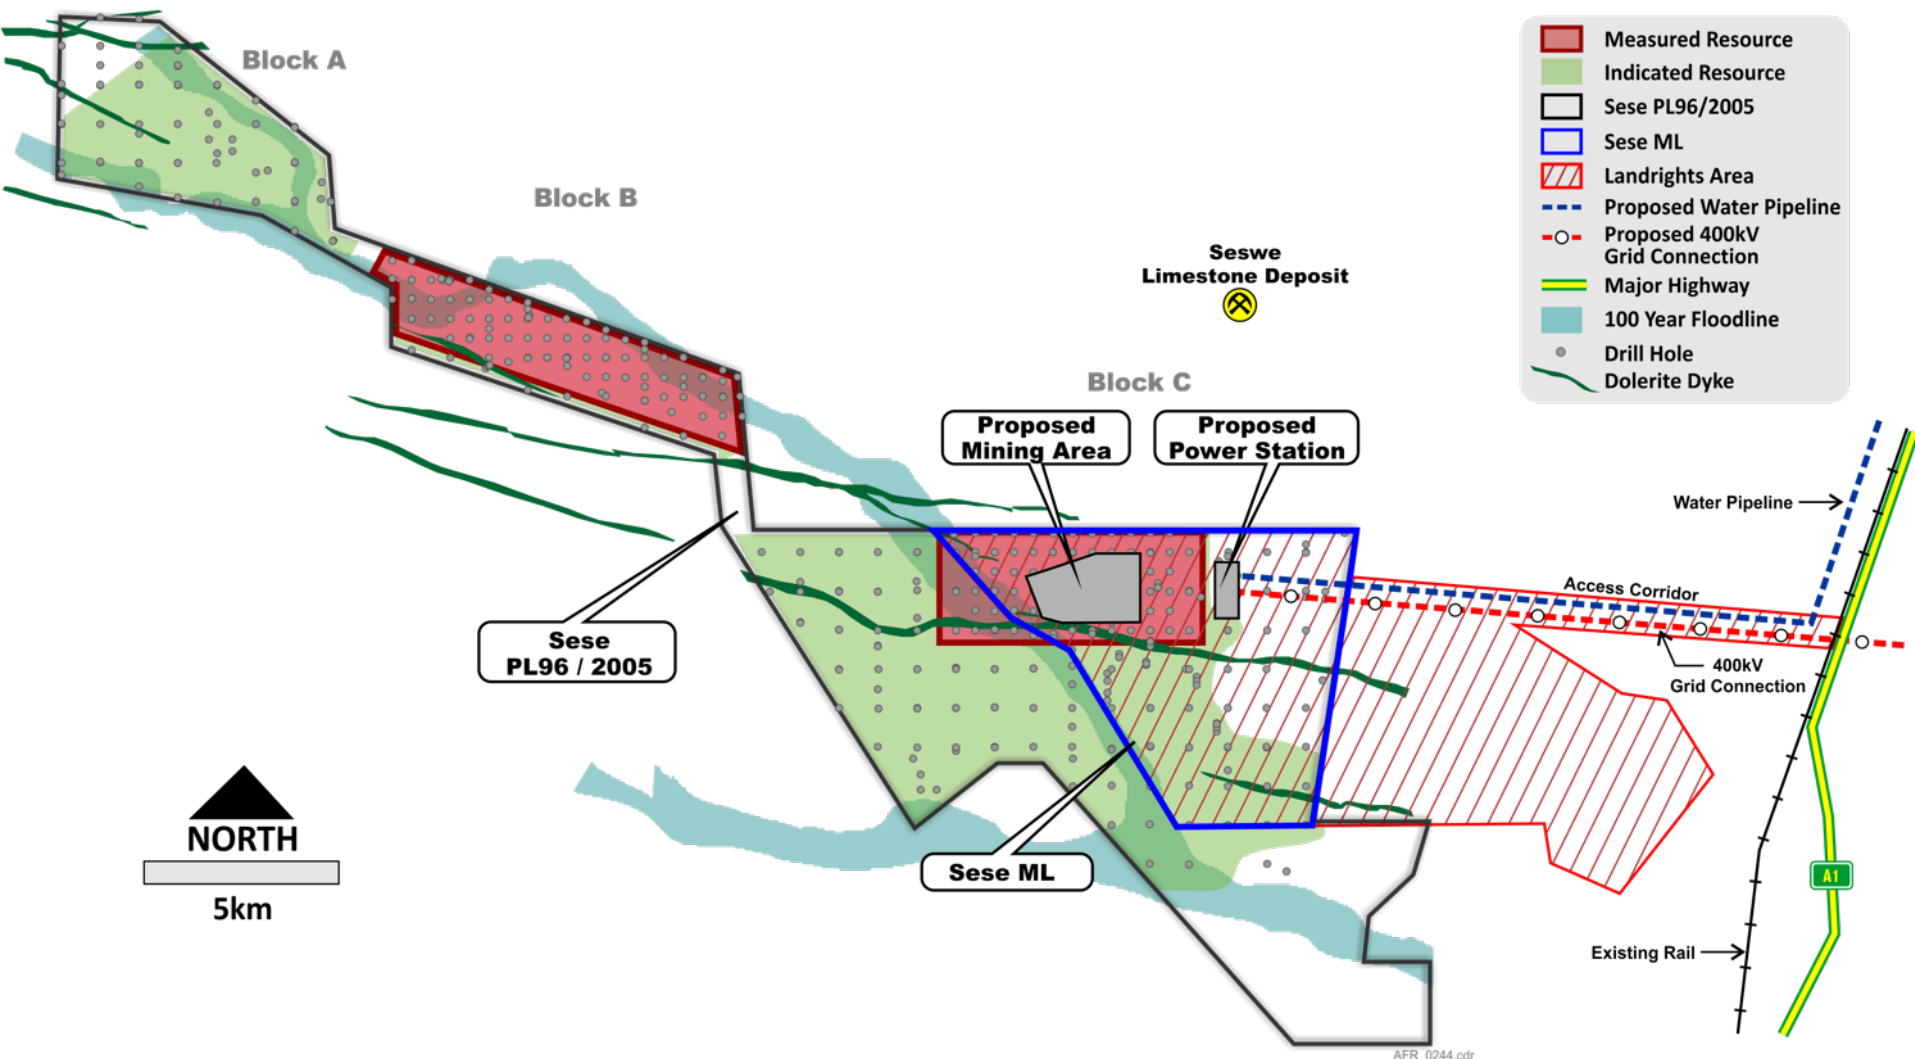 Block A
Block B
Block C
Seswe
Limestone Deposit
Measured Resource
Indicated Resource
Sese PL96/2005
Sese ML
Landrights Area
Proposed Water Pipeline
Proposed 400kV
Grid Connection
Major Highway
100 Year Floodline
Drill Hole
Dolerite Dyke
Proposed
Mining Area
Proposed
Power Station
Water Pipeline
Access Corridor
400kV
Grid Connection
Sese
PL96 / 2005
Sese ML
NORTH
5km
A1
Existing Rail
AFR_0244.cdr